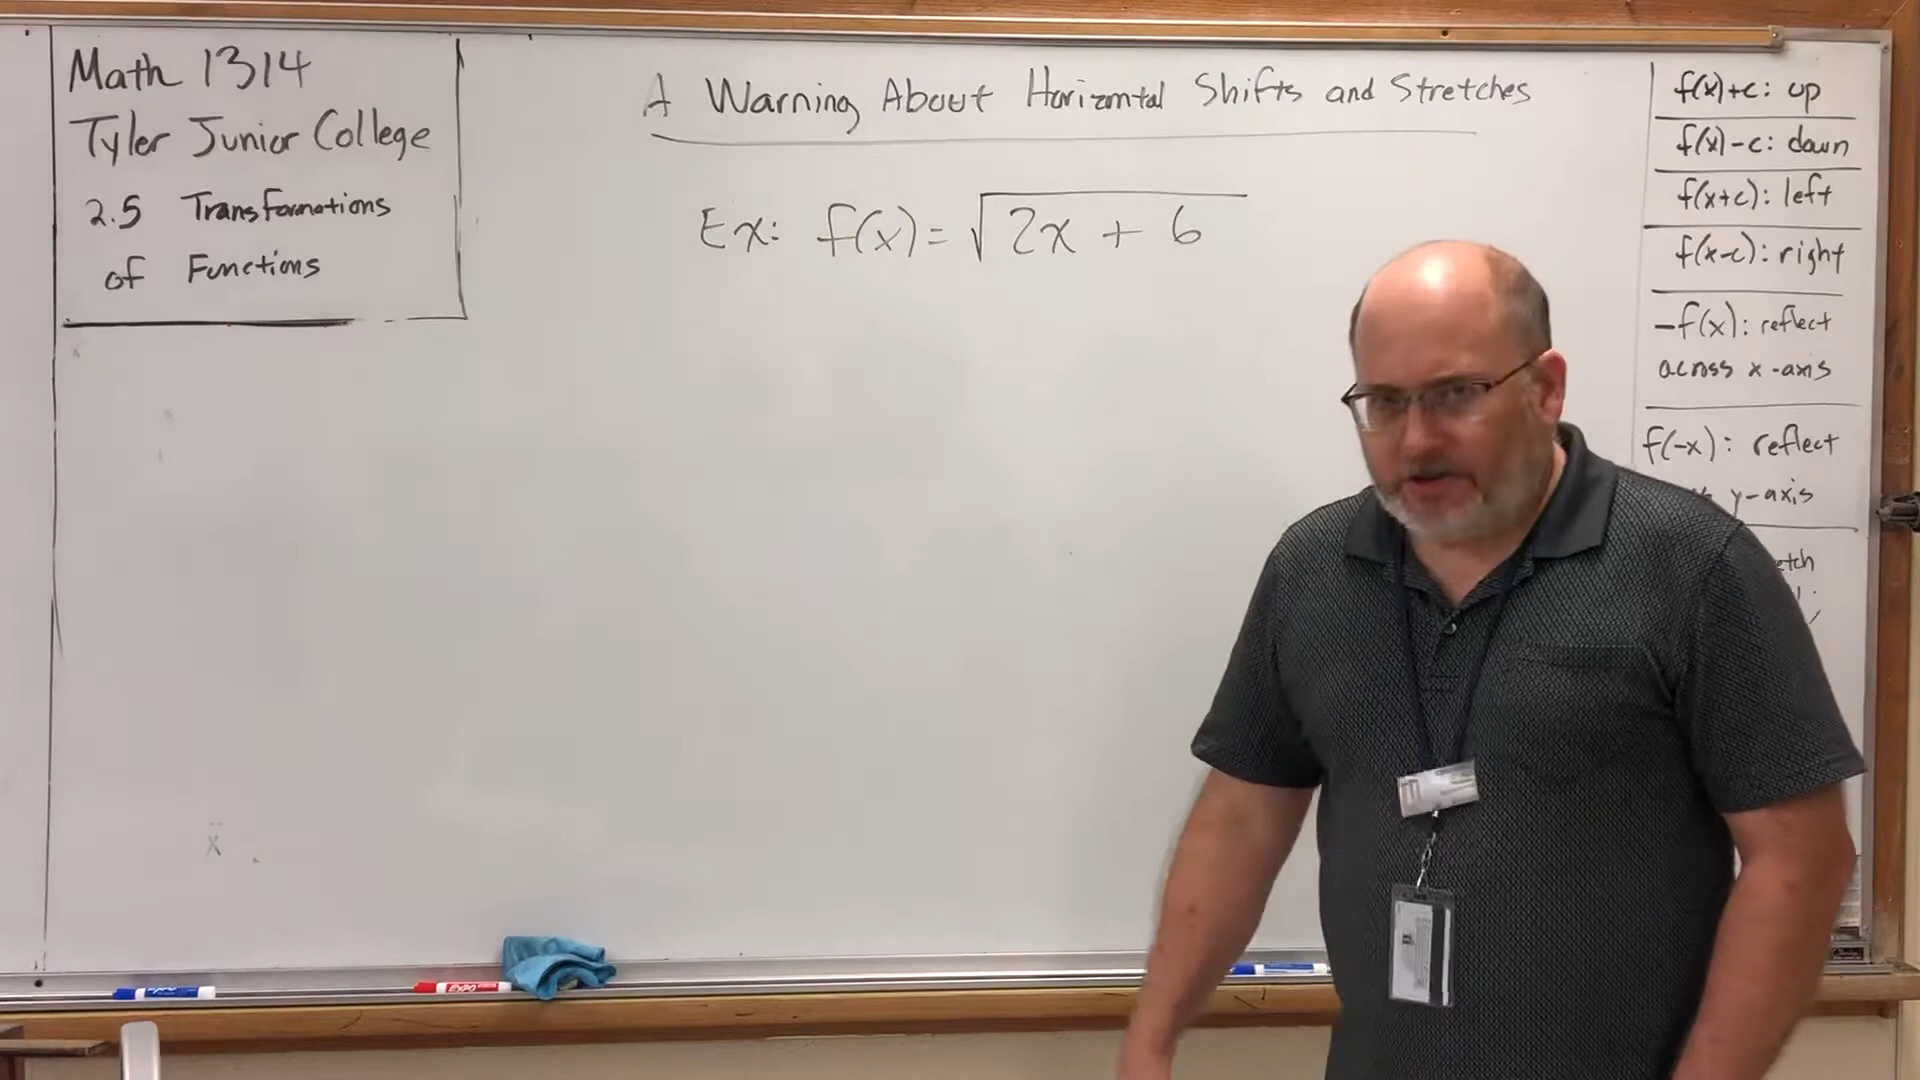 Math 1314
Tyler Junior College
2.5 Transformations
of Functions
A Warning About Horizontal Shifts and Stretches
Ex: f(x) = √2x + 6
f(x)+c: up
f(x)-c: down
f(x+c): left
f(x-c): right
-f(x): reflect
across x-axis
f(-x): reflect
y-axis
EXPO